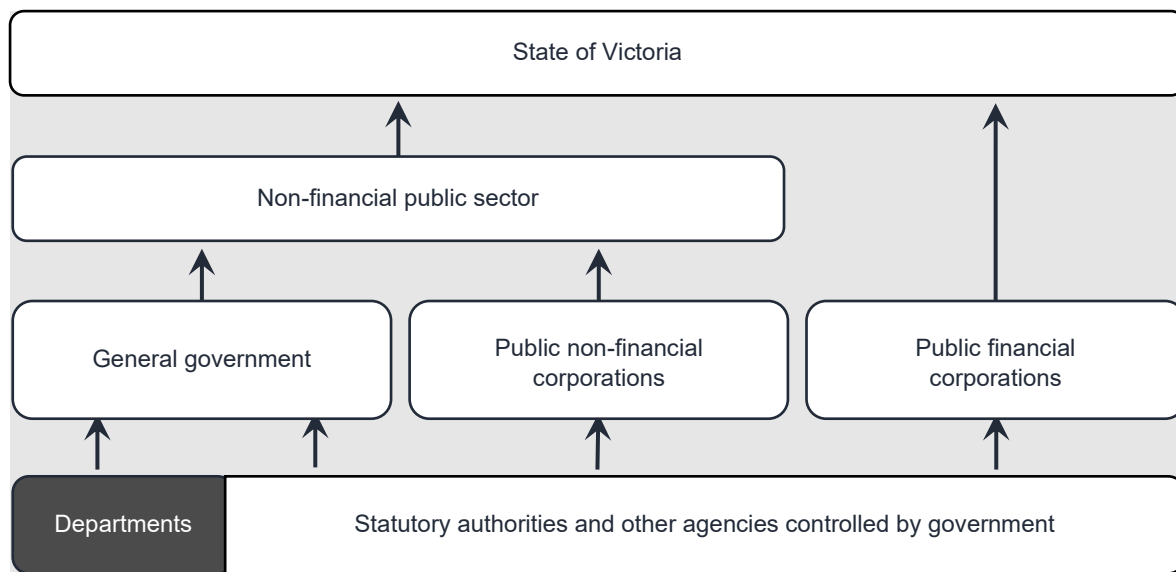 State of Victoria
Non-financial public sector
General government
Public non-financial
corporations
Public financial
corporations
Departments
Statutory authorities and other agencies controlled by government